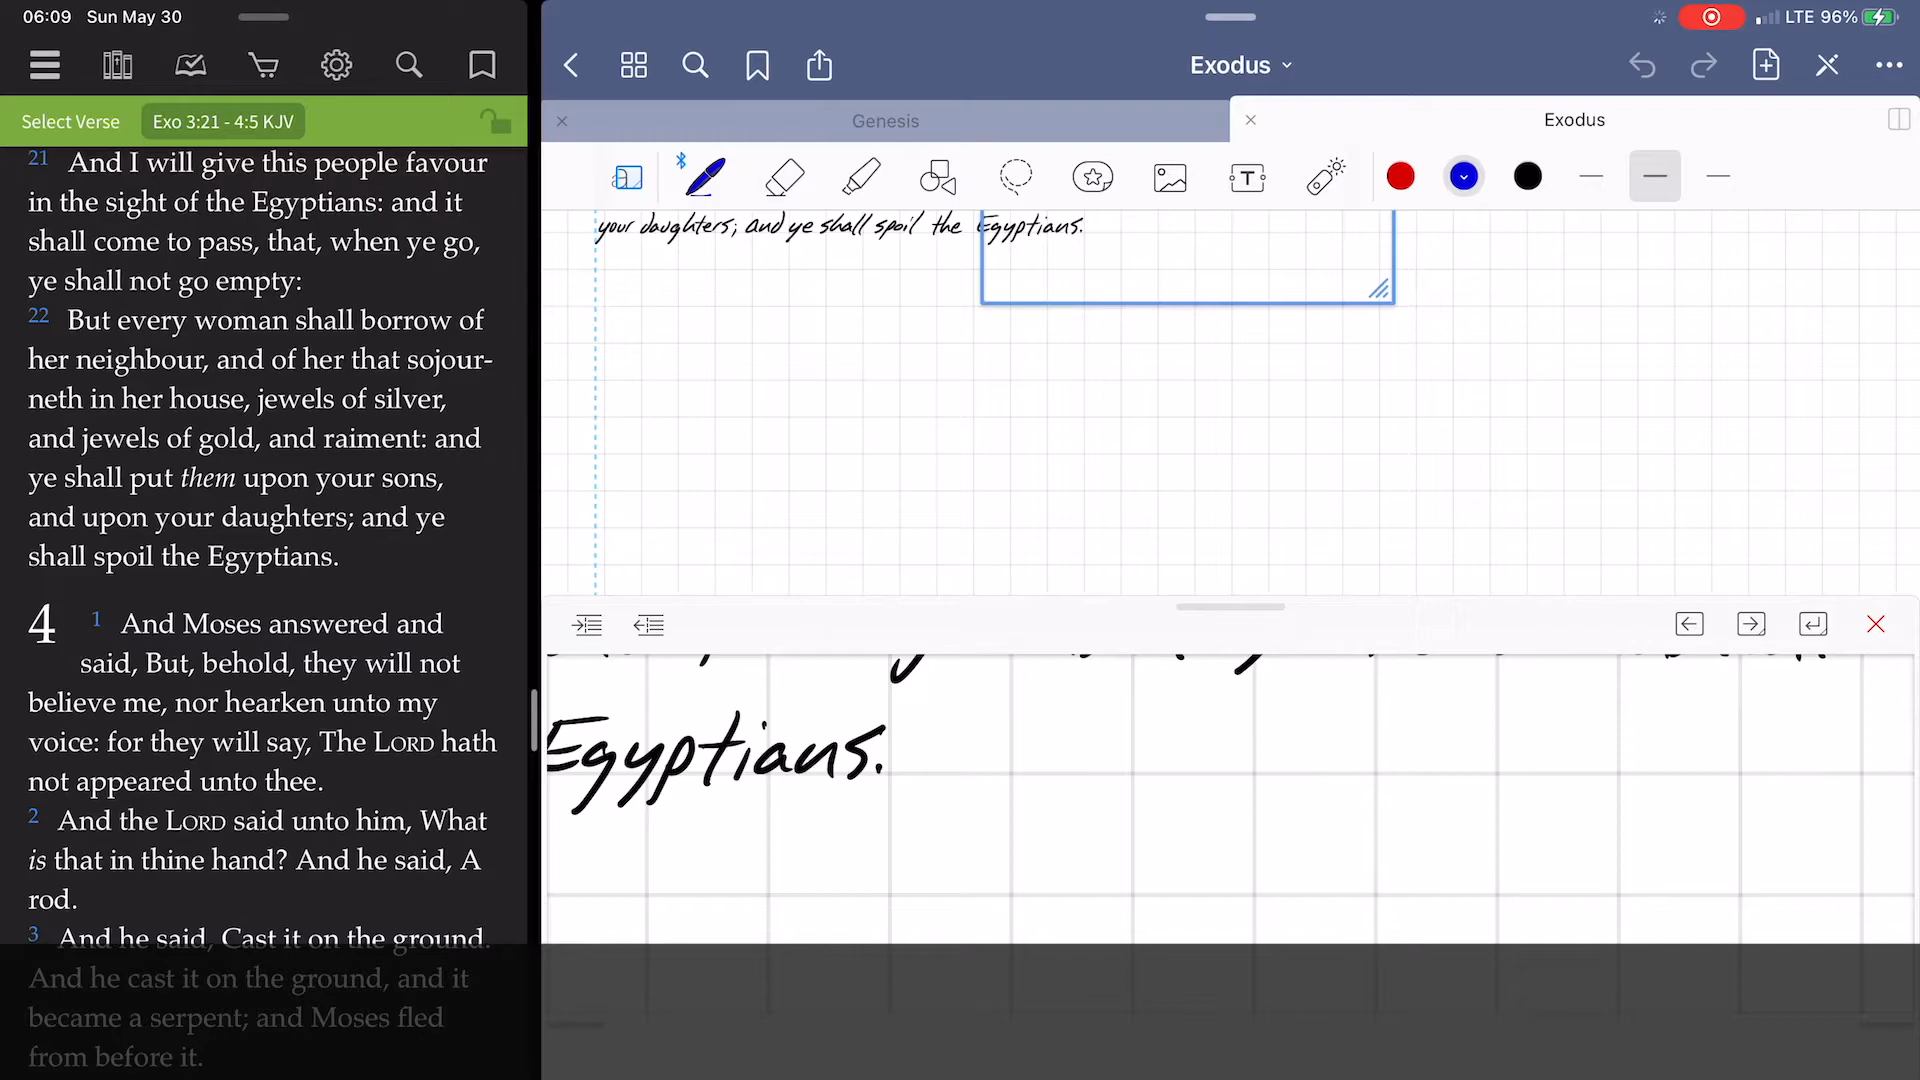 06:09 Sun May 30
LTE 96%
Exodus
Select Verse Exo 3:21 - 4:5 KJV
Genesis
Exodus
21 And I will give this people favour
in the sight of the Egyptians: and it
shall come to pass, that, when ye go,
ye shall not go empty:
22 But every woman shall borrow of
her neighbour, and of her that sojour-
neth in her house, jewels of silver,
and jewels of gold, and raiment: and
ye shall put them upon your sons,
and upon your daughters; and ye
shall spoil the Egyptians.
4 1 And Moses answered and
said, But, behold, they will not
believe me, nor hearken unto my
voice: for they will say, The LORD hath
not appeared unto thee.
2 And the LORD said unto him, What
is that in thine hand? And he said, A
rod.
3 And he said, Cast it on the ground.
And he cast it on the ground, and it
became a serpent; and Moses fled
from before it.
your daughters; and ye shall spoil the Egyptians.
Egyptians.